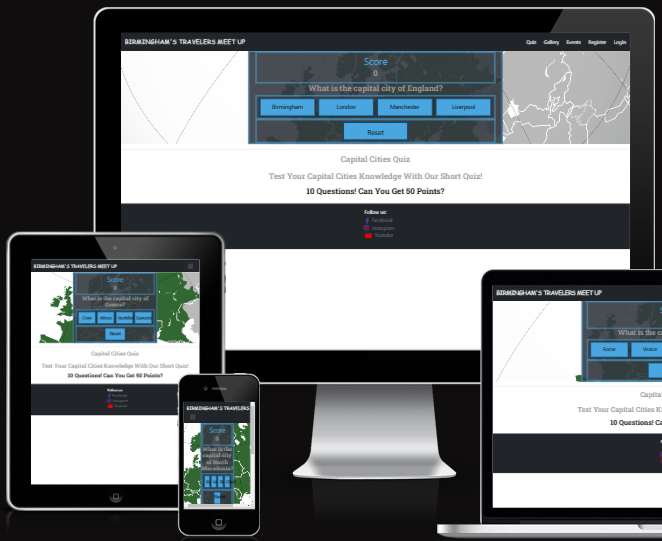 BIRMINGHAM'S TRAVELERS MEET UP
Quiz Gallery Events Register Login
Score
0
What is the capital city of England?
Birmingham London Manchester Liverpool
Reset
Capital Cities Quiz
Test Your Capital Cities Knowledge With Our Short Quiz!
10 Questions! Can You Get 50 Points?
Follow us:
Facebook
Instagram
Youtube
BIRMINGHAM'S TRAVELERS MEET UP
Score
0
What is the capital city of
Greece?
Crete Athens
Reset
Capital Cities Quiz
Test Your Capital Cities Knowledge With Our Short Quiz!
10 Questions! Can You Get 50 Points?
Follow us:
Facebook
Instagram
Youtube
BIRMINGHAM'S TRAVELERS
Score
0
What is the
capital city
of North
Macedonia?
BIRMINGHAM'S TRAVELERS MEET UP
What is the ca
Rome Venice
Capital
Test Your Capital Cities K
10 Questions! Ca